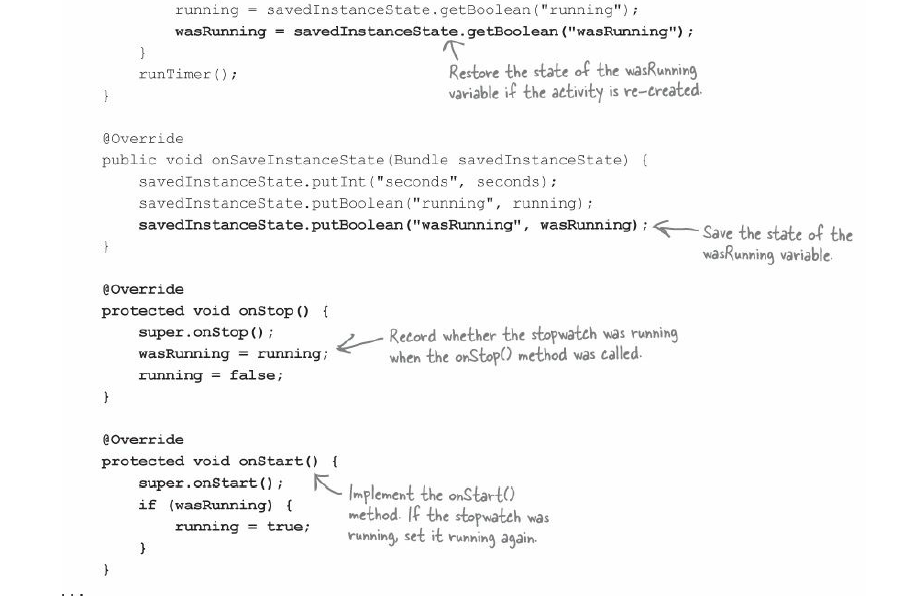 running = savedInstanceState.getBoolean("running");
wasRunning = savedInstanceState.getBoolean("wasRunning");
}
Restore the state of the wasRunning
variable if the activity is re-created.
runTimer();
}
@Override
public void onSaveInstanceState(Bundle savedInstanceState) {
savedInstanceState.putInt("seconds", seconds);
savedInstanceState.putBoolean("running", running);
savedInstanceState.putBoolean("wasRunning", wasRunning);
Save the state of the
wasRunning variable.
}
@Override
protected void onStop() {
super.onStop();
wasRunning = running;
running = false;
Record whether the stopwatch was running
when the onStop() method was called.
}
@Override
protected void onStart() {
super.onStart();
if (wasRunning) {
running = true;
}
Implement the onStart()
method. If the stopwatch was
running, set it running again.
}
...